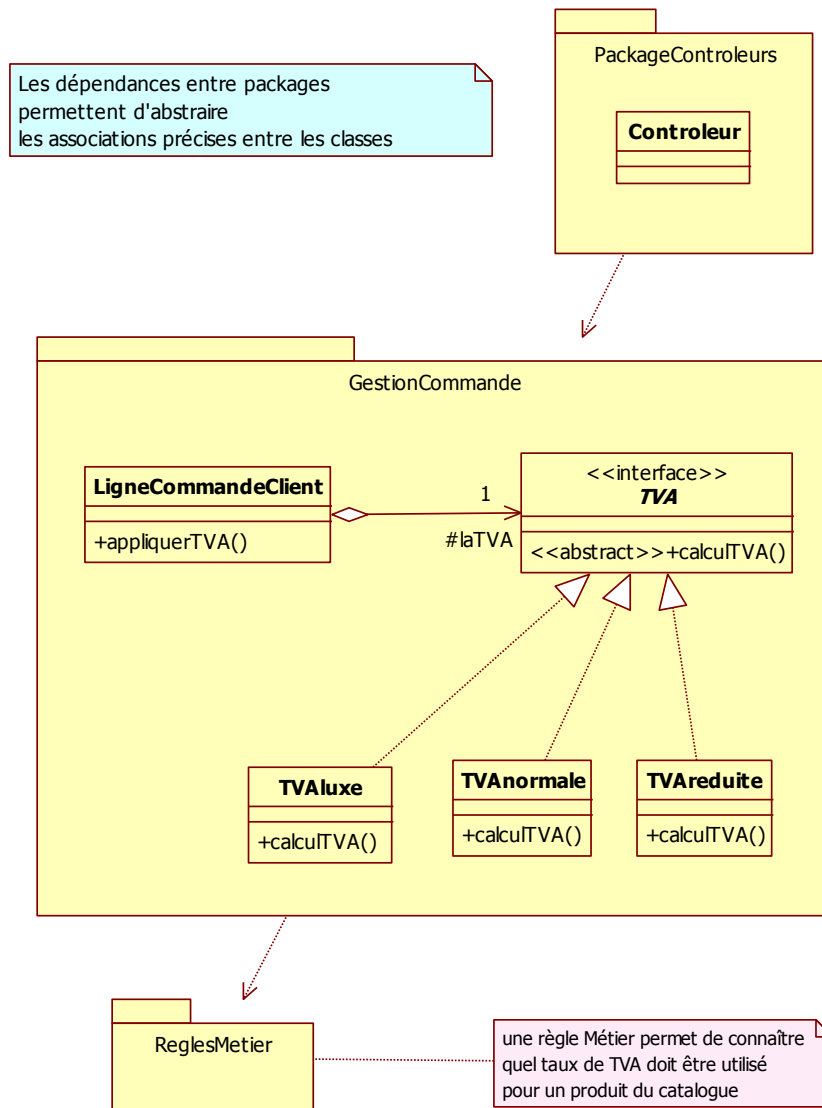 Les dépendances entre packages
permettent d'abstraire
les associations précises entre les classes
PackageControleurs
Controleur
GestionCommande
LigneCommandeClient
+appliquerTVA()
1
#laTVA
<<interface>>
TVA
<<abstract>>+calculTVA()
TVAluxe
+calculTVA()
TVAnormale
+calculTVA()
TVAreduite
+calculTVA()
ReglesMetier
une règle Métier permet de connaître
quel taux de TVA doit être utilisé
pour un produit du catalogue